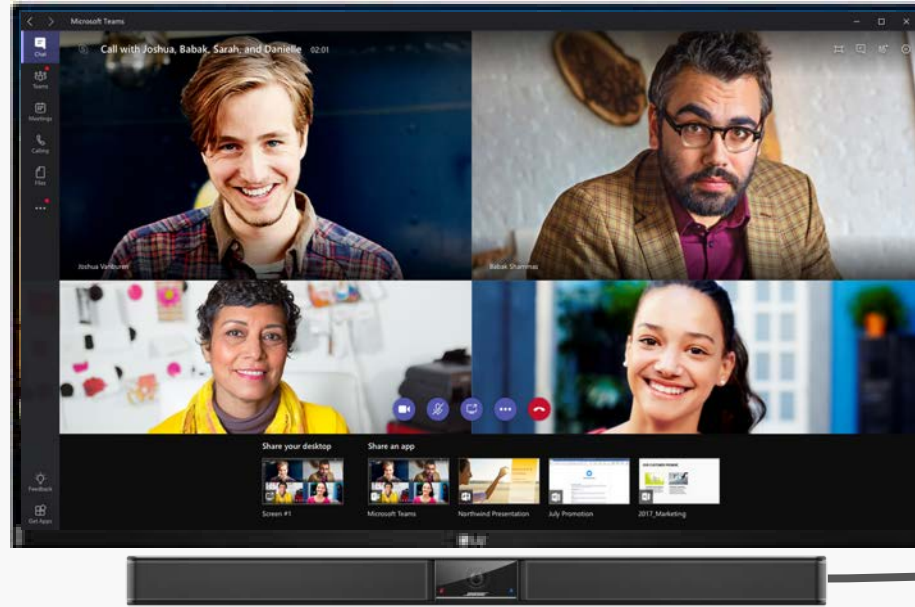 Microsoft Teams
Call with Joshua, Babak, Sarah, and Danielle 02:01
Chat
Teams
Meetings
Calling
Files
Joshua Vanburen
Babak Shammas
Share your desktop
Share an app
Screen #1
Microsoft Teams
Northwind Presentation
July Promotion
2017_Marketing
Feedback
Get Apps